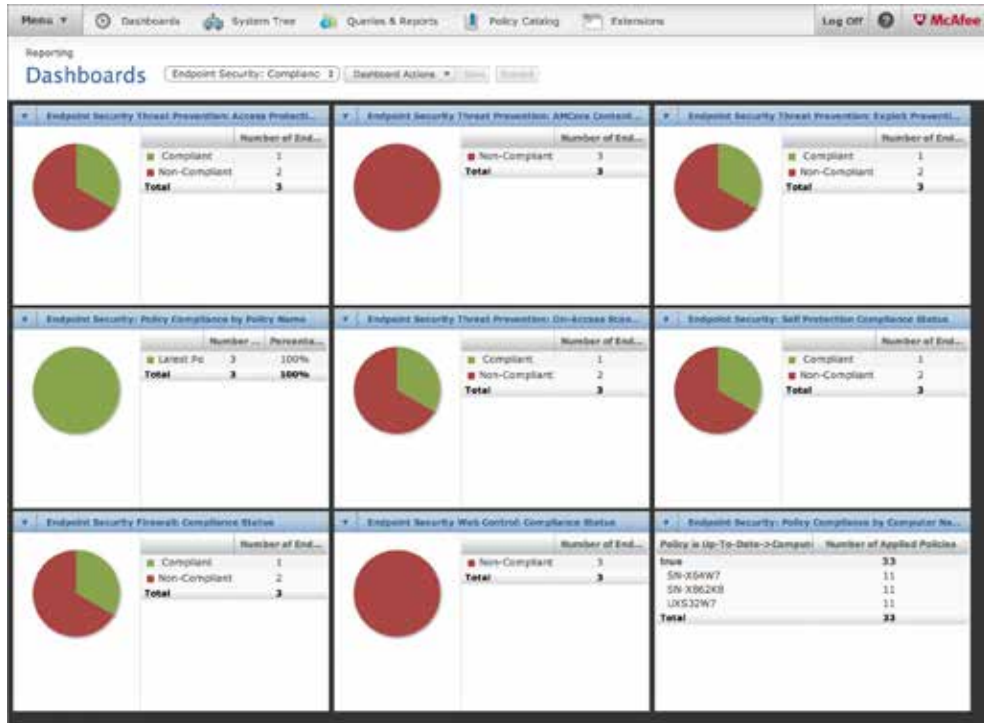 Menu Dashboards System Tree Queries & Reports Policy Catalog Extensions Log Off ? McAfee
Reporting
Dashboards Endpoint Security: Complianc Dashboard Actions
Endpoint Security Threat Prevention: Access Protecti...
Number of End...
Compliant 1
Non-Compliant 2
Total 3
Endpoint Security Threat Prevention: AMCore Content...
Number of End...
Non-Compliant 3
Total 3
Endpoint Security Threat Prevention: Exploit Preventi...
Number of End...
Compliant 1
Non-Compliant 2
Total 3
Endpoint Security: Policy Compliance by Policy Name
Number ... Percenta...
Latest Po 3 100%
Total 3 100%
Endpoint Security Threat Prevention: On-Access Scan...
Number of End...
Compliant 1
Non-Compliant 2
Total 3
Endpoint Security: Self Protection Compliance Status
Number of End...
Compliant 1
Non-Compliant 2
Total 3
Endpoint Security Firewall: Compliance Status
Number of End...
Compliant 1
Non-Compliant 2
Total 3
Endpoint Security Web Control: Compliance Status
Number of End...
Non-Compliant 3
Total 3
Endpoint Security: Policy Compliance by Computer Na...
Policy is Up-To-Date->Comput Number of Applied Policies
true 33
SN-X64W7 11
SN-X862K8 11
UXS32W7 11
Total 33